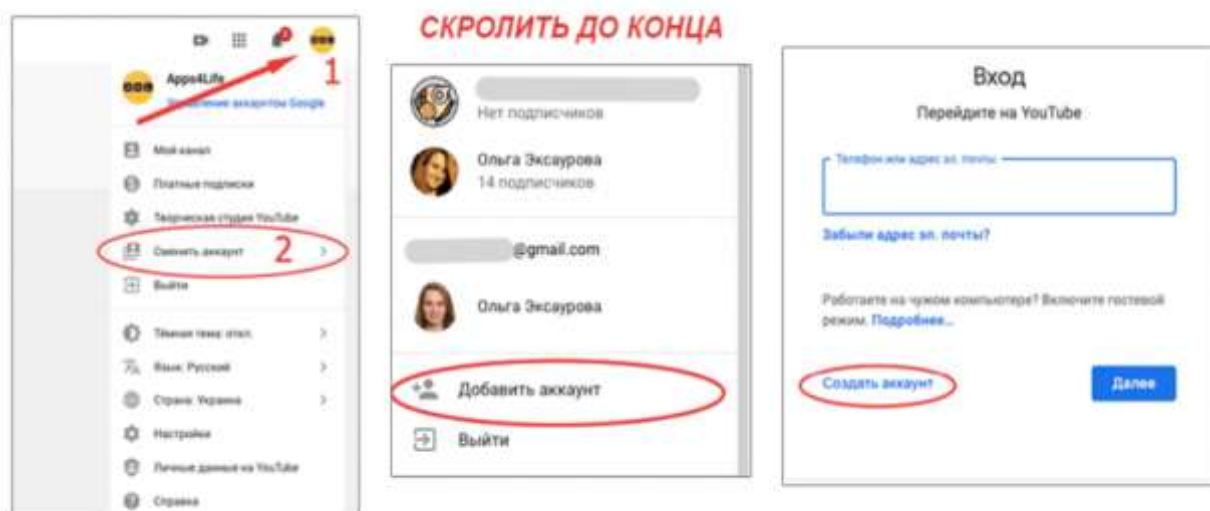 СКРОЛИТЬ ДО КОНЦА
1
Apps4Life
Управление аккаунтом Google
Мой канал
Платные подписки
Творческая студия YouTube
Сменить аккаунт
2
Выйти
Тёмная тема: откл.
Язык: Русский
Страна: Украина
Настройки
Личные данные на YouTube
Справка
Нет подписчиков
Ольга Эксаурова
14 подписчиков
@gmail.com
Ольга Эксаурова
Добавить аккаунт
Выйти
Вход
Перейдите на YouTube
Телефон или адрес эл. почты
Забыли адрес эл. почты?
Работаете на чужом компьютере? Включите гостевой
режим. Подробнее...
Создать аккаунт
Далее